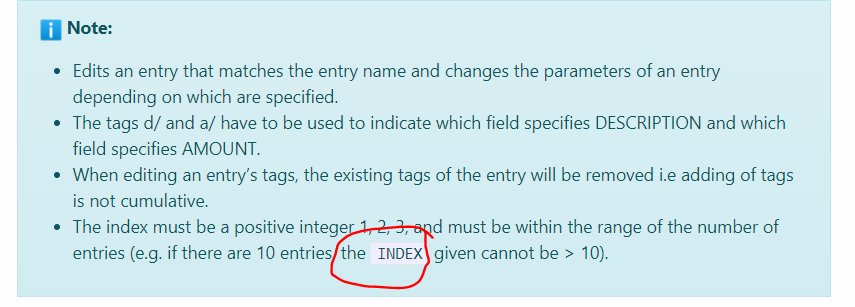 Note:
Edits an entry that matches the entry name and changes the parameters of an entry
depending on which are specified.
The tags d/ and a/ have to be used to indicate which field specifies DESCRIPTION and which
field specifies AMOUNT.
When editing an entry’s tags, the existing tags of the entry will be removed i.e adding of tags
is not cumulative.
The index must be a positive integer 1, 2, 3, and must be within the range of the number of
entries (e.g. if there are 10 entries, the INDEX given cannot be > 10).